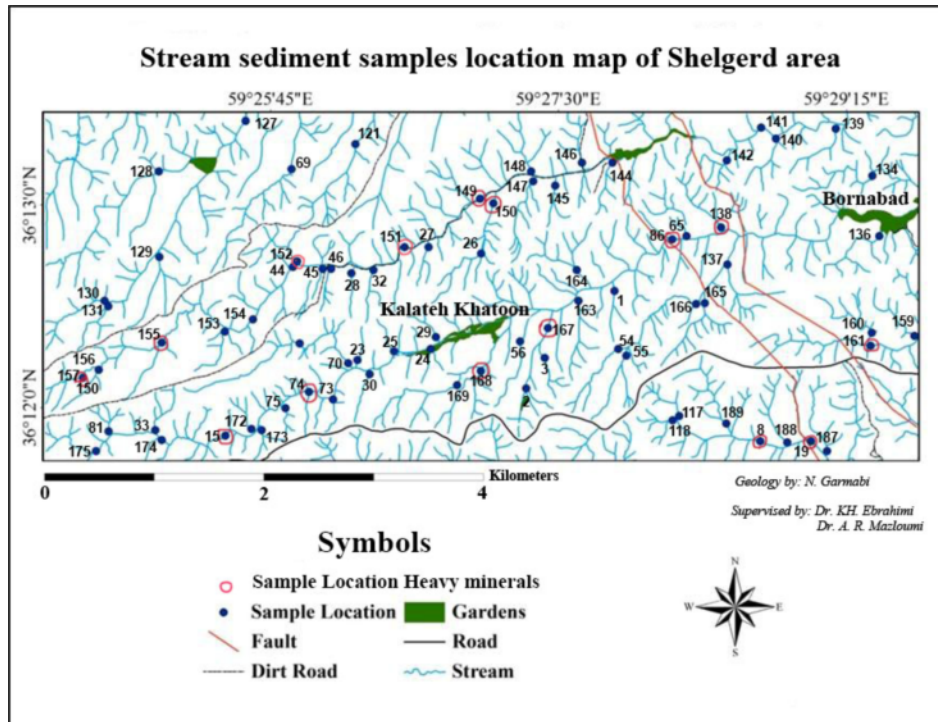 Stream sediment samples location map of Shelgerd area
59°25'45"E 59°27'30"E 59°29'15"E
127 121 141 139
140
128 69 148 146 142 134
147 145 144
149
150 Bornabad
36°13'0"N
65 138
151 27 86 136
129 152 26
44 45 46 137
28 32 164
130 163 1 165
131 Kalateh Khatoon 166
154
155 153 29 167 160 159
25 24 56 54 161
156 23 55
157 70 3
150 30 168
74 73 169
36°12'0"N
75 2 117
81 33 172 118 189
174 15 173 8 188 187
175 19
0 2 4 Kilometers
Geology by: N. Garmabi
Supervised by: Dr. KH. Ebrahimi
Dr. A. R. Mazloumi
Symbols
Sample Location Heavy minerals
Sample Location Gardens
Fault Road
Dirt Road Stream
N
W E
S